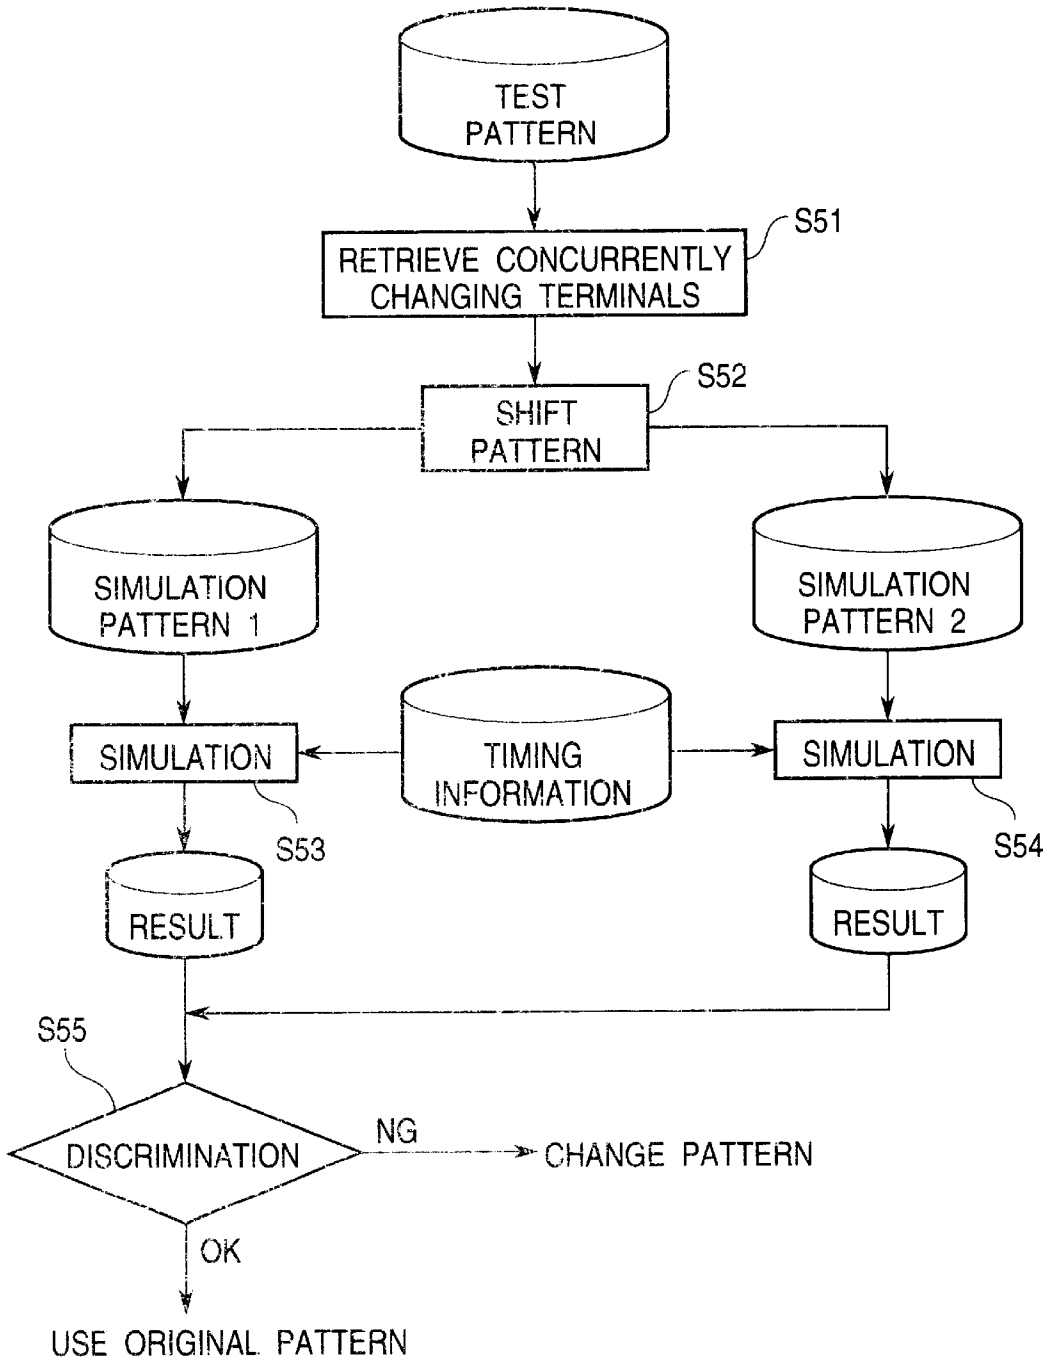 TEST
PATTERN
S51
RETRIEVE CONCURRENTLY
CHANGING TERMINALS
S52
SHIFT
PATTERN
SIMULATION
PATTERN 1
SIMULATION
PATTERN 2
SIMULATION
TIMING
INFORMATION
SIMULATION
S53
S54
RESULT
RESULT
S55
DISCRIMINATION
NG
CHANGE PATTERN
OK
USE ORIGINAL PATTERN